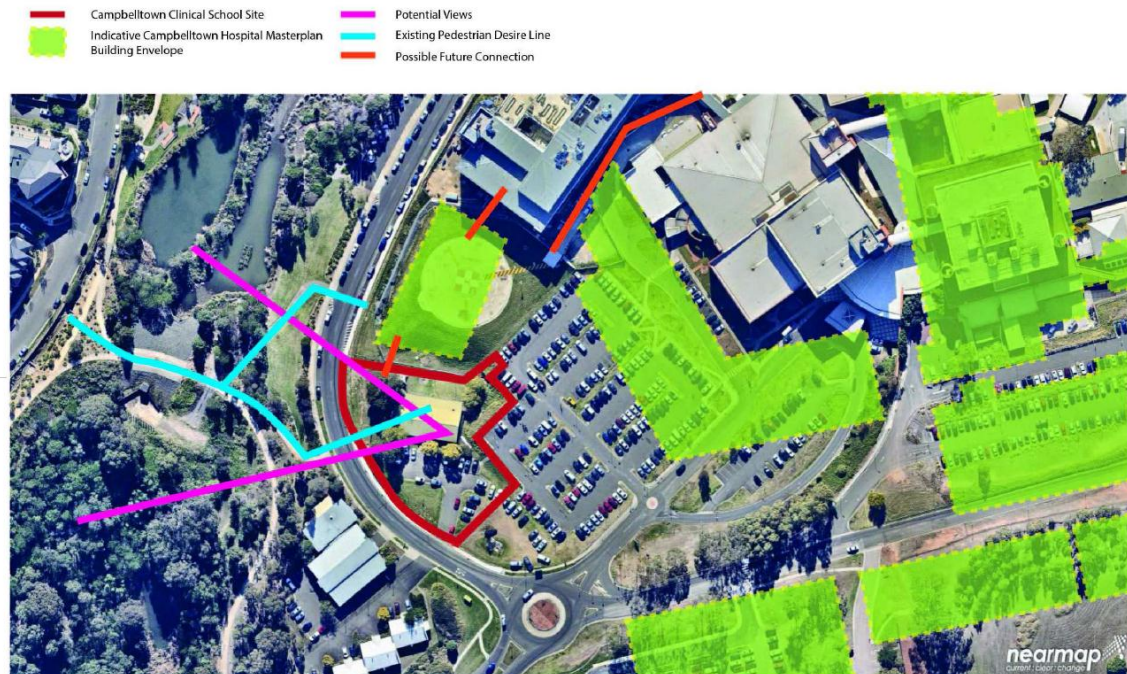 Campbelltown Clinical School Site
Indicative Campbelltown Hospital Masterplan
Building Envelope
Potential Views
Existing Pedestrian Desire Line
Possible Future Connection
nearmap
current : clear : change